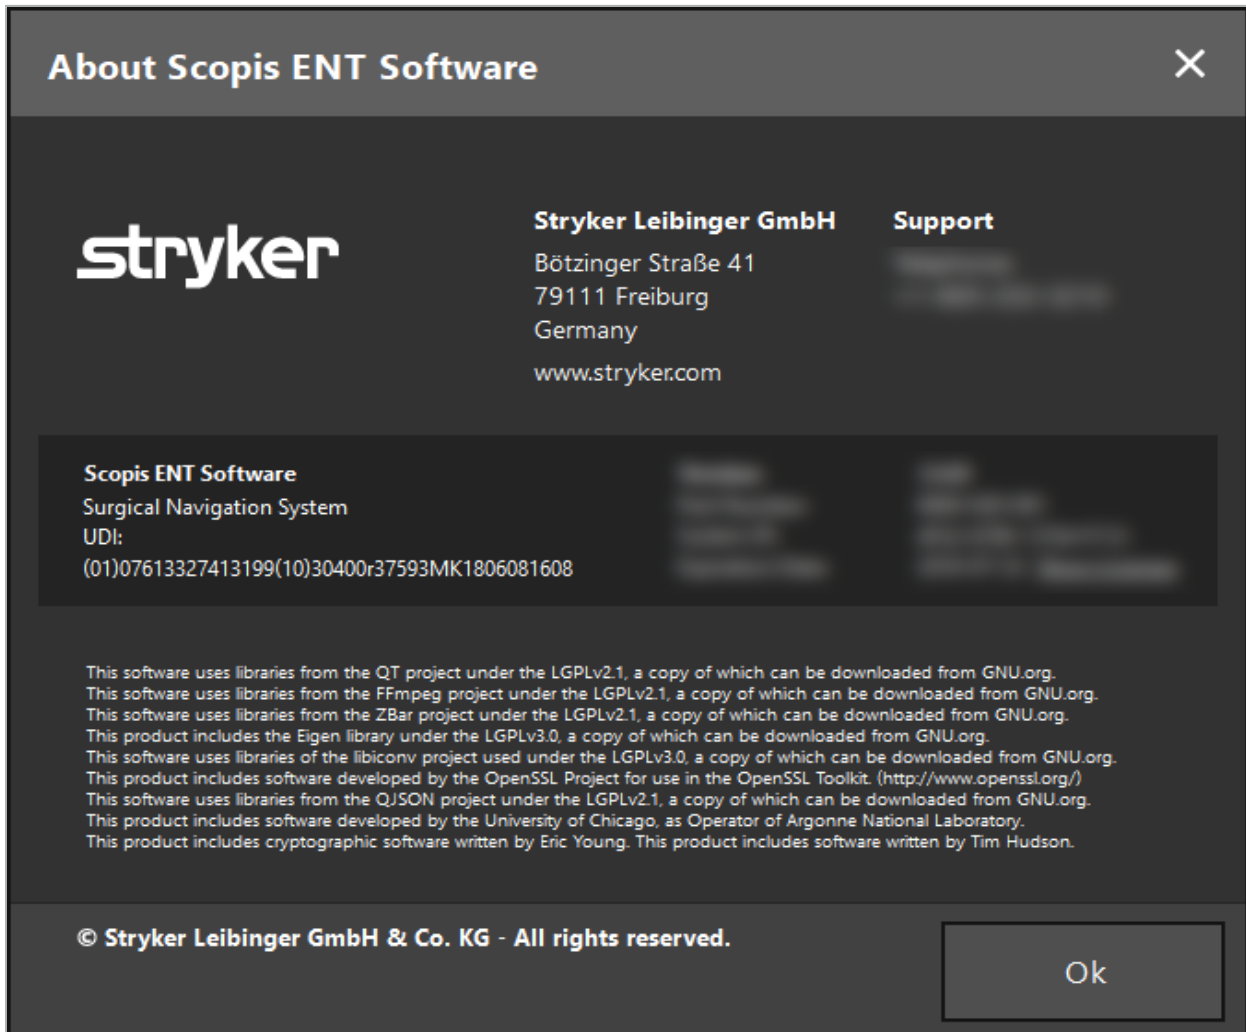 About Scopis ENT Software
stryker
Stryker Leibinger GmbH
Bötzinger Straße 41
79111 Freiburg
Germany
www.stryker.com
Support
Scopis ENT Software
Surgical Navigation System
UDI:
(01)07613327413199(10)30400r37593MK1806081608
This software uses libraries from the QT project under the LGPLv2.1, a copy of which can be downloaded from GNU.org.
This software uses libraries from the FFmpeg project under the LGPLv2.1, a copy of which can be downloaded from GNU.org.
This software uses libraries from the ZBar project under the LGPLv2.1, a copy of which can be downloaded from GNU.org.
This product includes the Eigen library under the LGPLv3.0, a copy of which can be downloaded from GNU.org.
This software uses libraries of the libiconv project used under the LGPLv3.0, a copy of which can be downloaded from GNU.org.
This product includes software developed by the OpenSSL Project for use in the OpenSSL Toolkit. (http://www.openssl.org/)
This software uses libraries from the QJSON project under the LGPLv2.1, a copy of which can be downloaded from GNU.org.
This product includes software developed by the University of Chicago, as Operator of Argonne National Laboratory.
This product includes cryptographic software written by Eric Young. This product includes software written by Tim Hudson.
© Stryker Leibinger GmbH & Co. KG - All rights reserved.
Ok